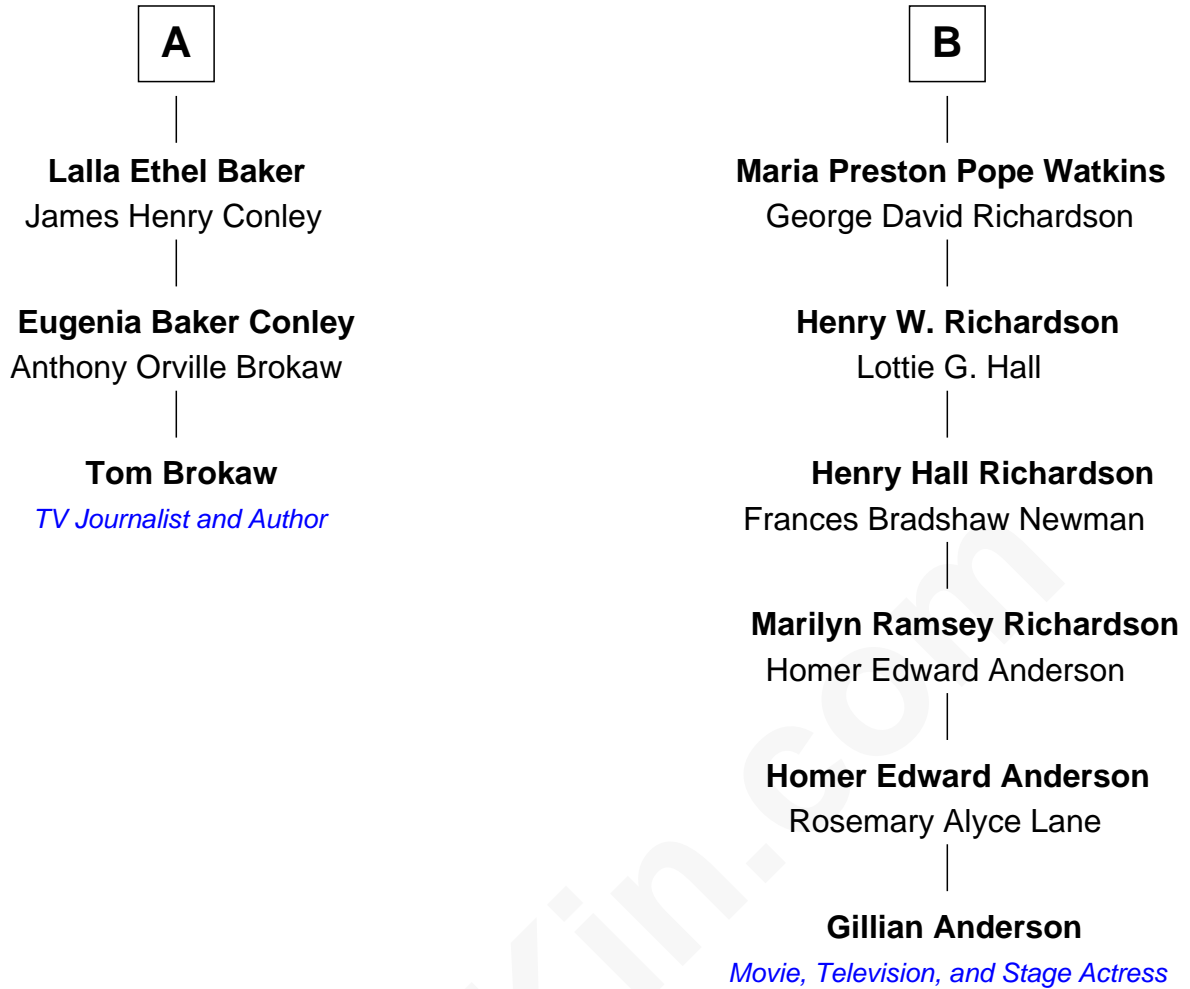 A
Lalla Ethel Baker
James Henry Conley
Eugenia Baker Conley
Anthony Orville Brokaw
Tom Brokaw
TV Journalist and Author
B
Maria Preston Pope Watkins
George David Richardson
Henry W. Richardson
Lottie G. Hall
Henry Hall Richardson
Frances Bradshaw Newman
Marilyn Ramsey Richardson
Homer Edward Anderson
Homer Edward Anderson
Rosemary Alyce Lane
Gillian Anderson
Movie, Television, and Stage Actress